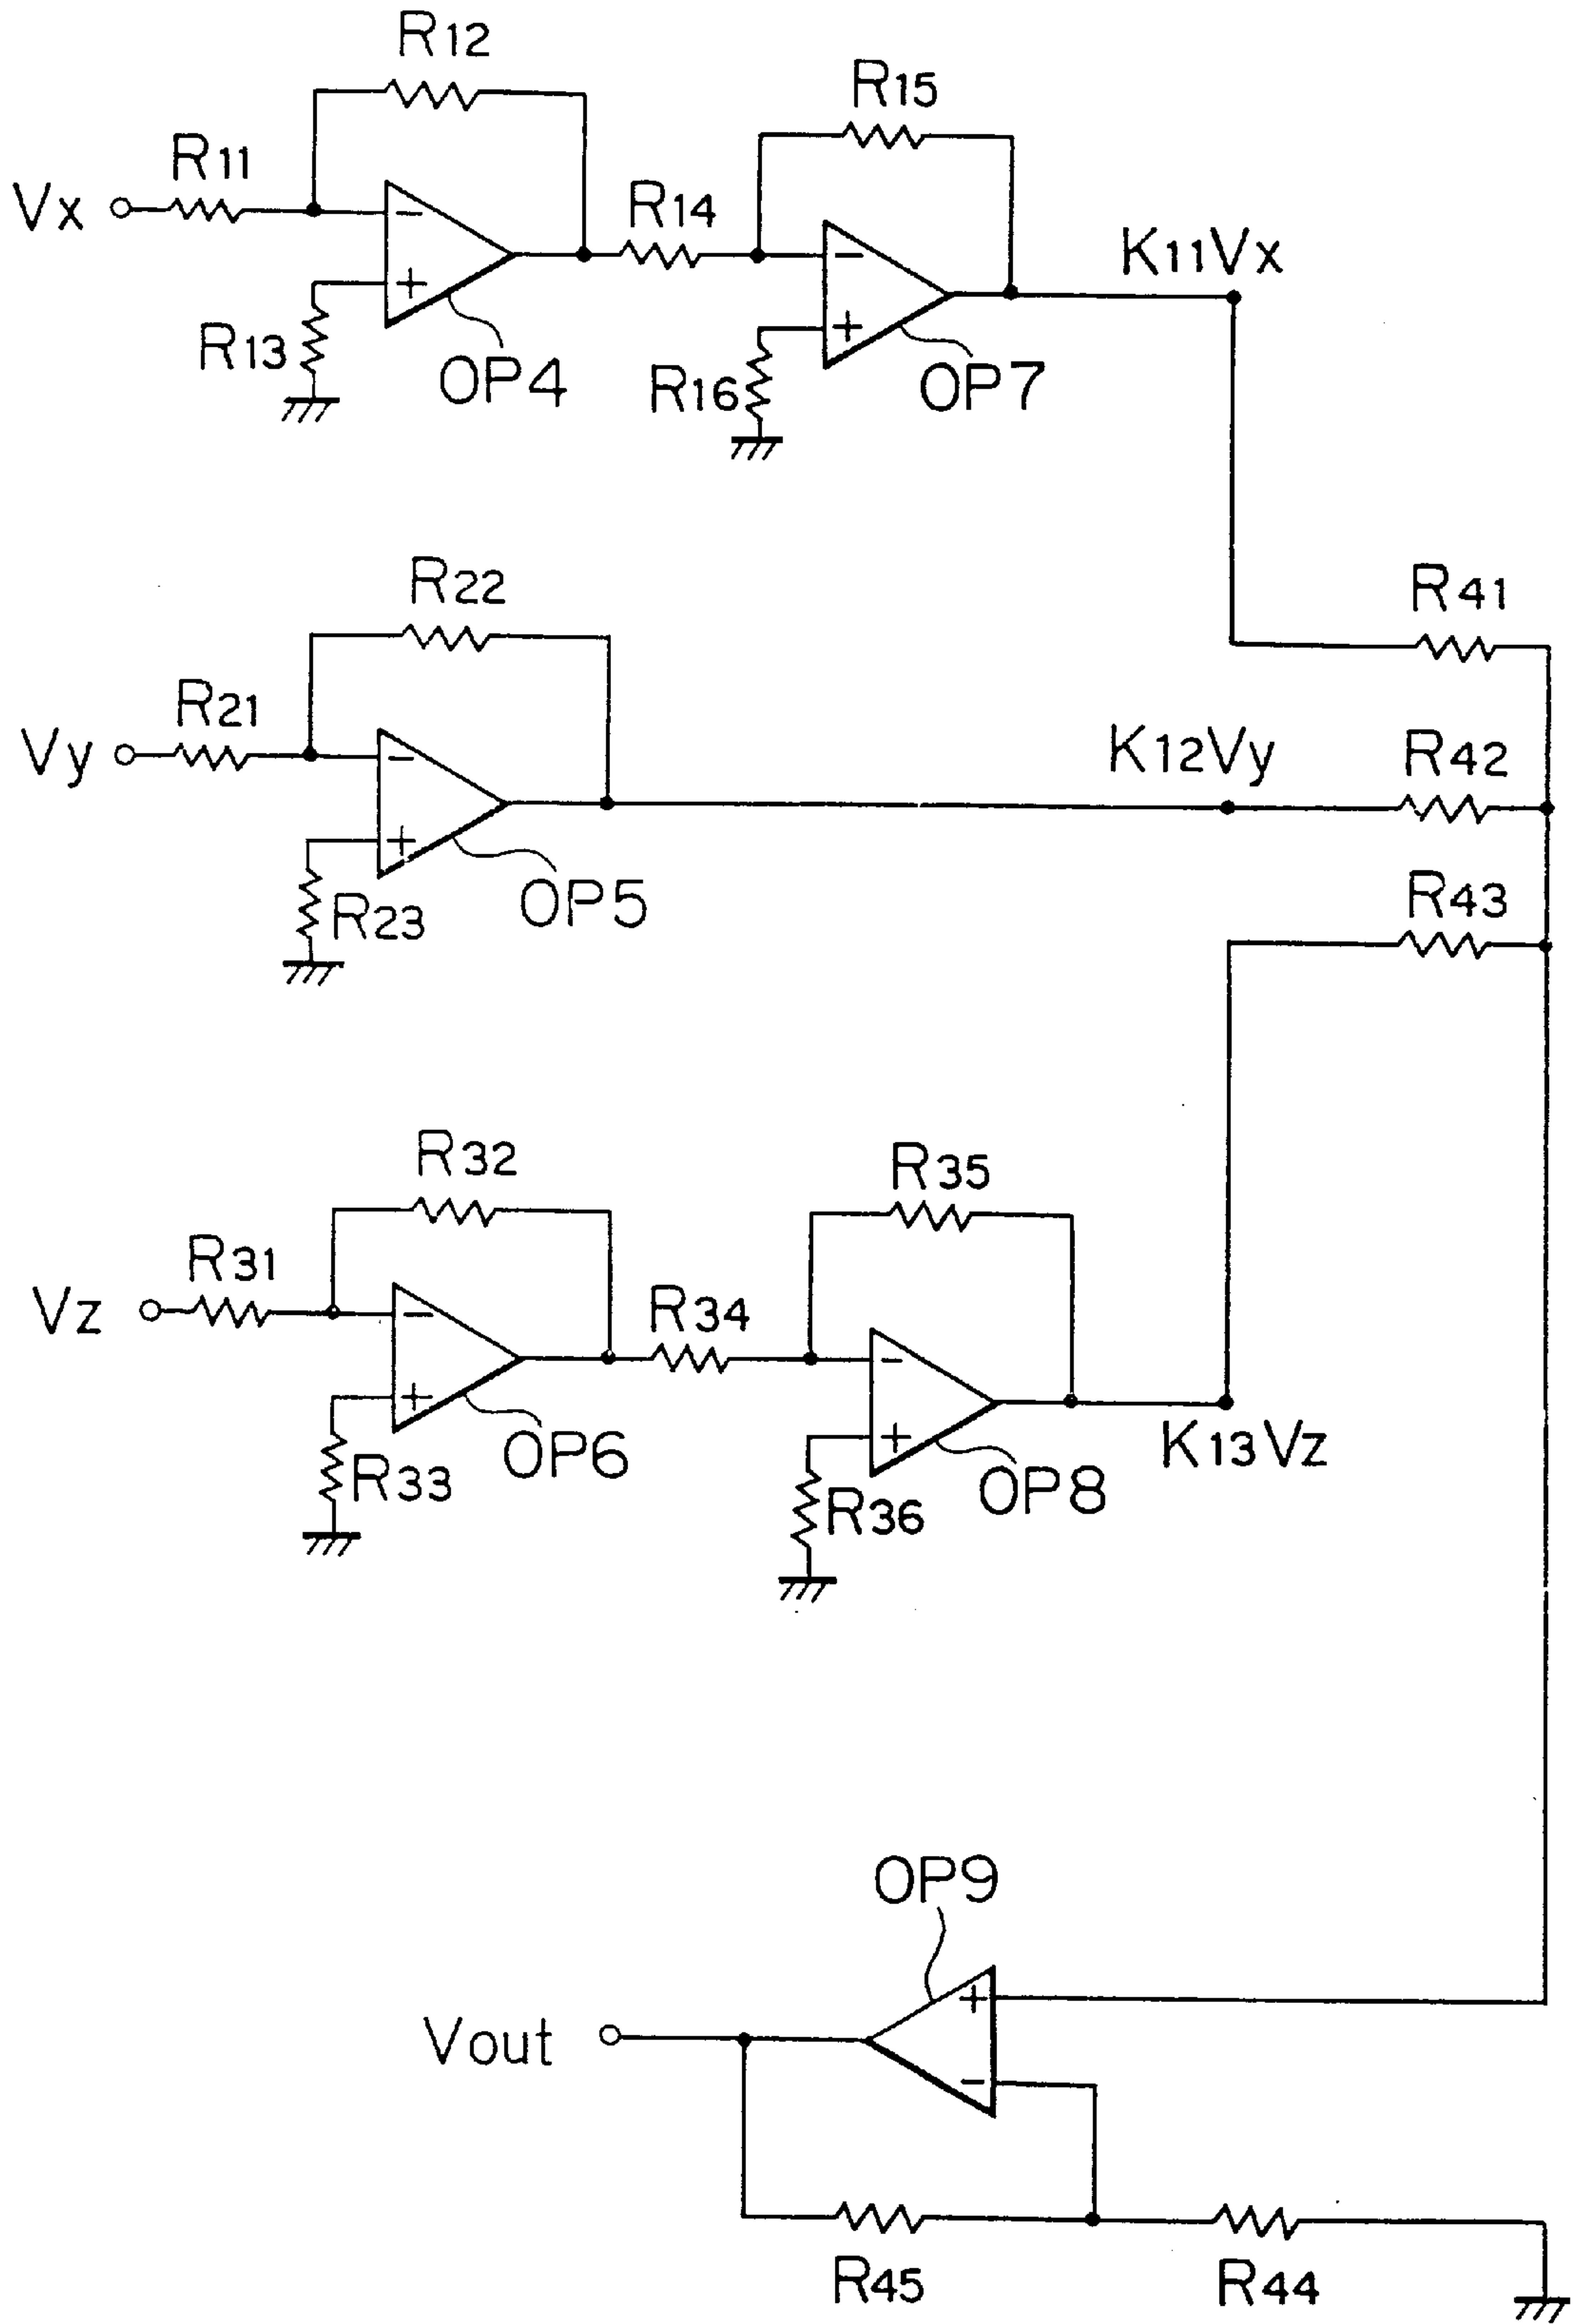 R12
R15
R11
Vx
R14
−
−
K11Vx
+
+
R13
OP4
R16
OP7
R22
R41
R21
Vy
−
K12Vy
R42
+
R23
OP5
R43
R32
R35
R31
Vz
R34
−
−
+
+
R33
OP6
R36
OP8
K13Vz
OP9
+
Vout
−
R45
R44